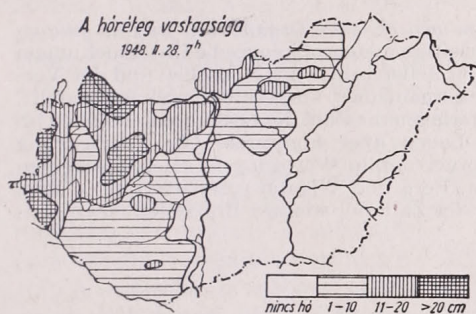 A hóréteg vastagsága
1948. II. 28. 7h
nincs hó 1-10 11-20 >20 cm